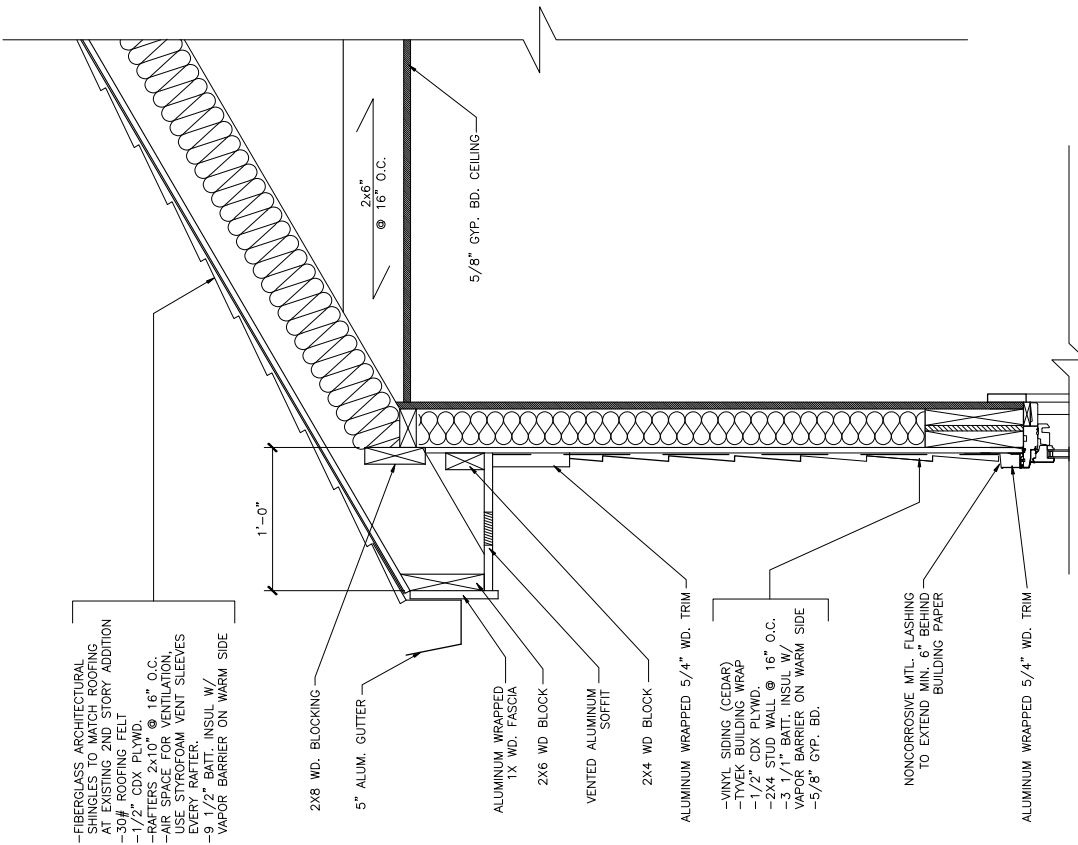 -FIBERGLASS ARCHITECTURAL
SHINGLES TO MATCH ROOFING
AT EXISTING 2ND STORY ADDITION
-30# ROOFING FELT
-1/2" CDX PLYWD.
-RAFTERS 2x10" @ 16" O.C.
-AIR SPACE FOR VENTILATION,
USE STYROFOAM VENT SLEEVES
EVERY RAFTER.
-9 1/2" BATT. INSUL W/
VAPOR BARRIER ON WARM SIDE
1'-0"
2x6"
@ 16" O.C.
5/8" GYP. BD. CEILING
2X8 WD. BLOCKING
5" ALUM. GUTTER
ALUMINUM WRAPPED
1X WD. FASCIA
2X6 WD BLOCK
VENTED ALUMINUM
SOFFIT
2X4 WD BLOCK
ALUMINUM WRAPPED 5/4" WD. TRIM
-VINYL SIDING (CEDAR)
-TYVEK BUILDING WRAP
-1/2" CDX PLYWD.
-2X4 STUD WALL @ 16" O.C.
-3 1/1" BATT. INSUL W/
VAPOR BARRIER ON WARM SIDE
-5/8" GYP. BD.
NONCORROSIVE MTL. FLASHING
TO EXTEND MIN. 6" BEHIND
BUILDING PAPER
ALUMINUM WRAPPED 5/4" WD. TRIM